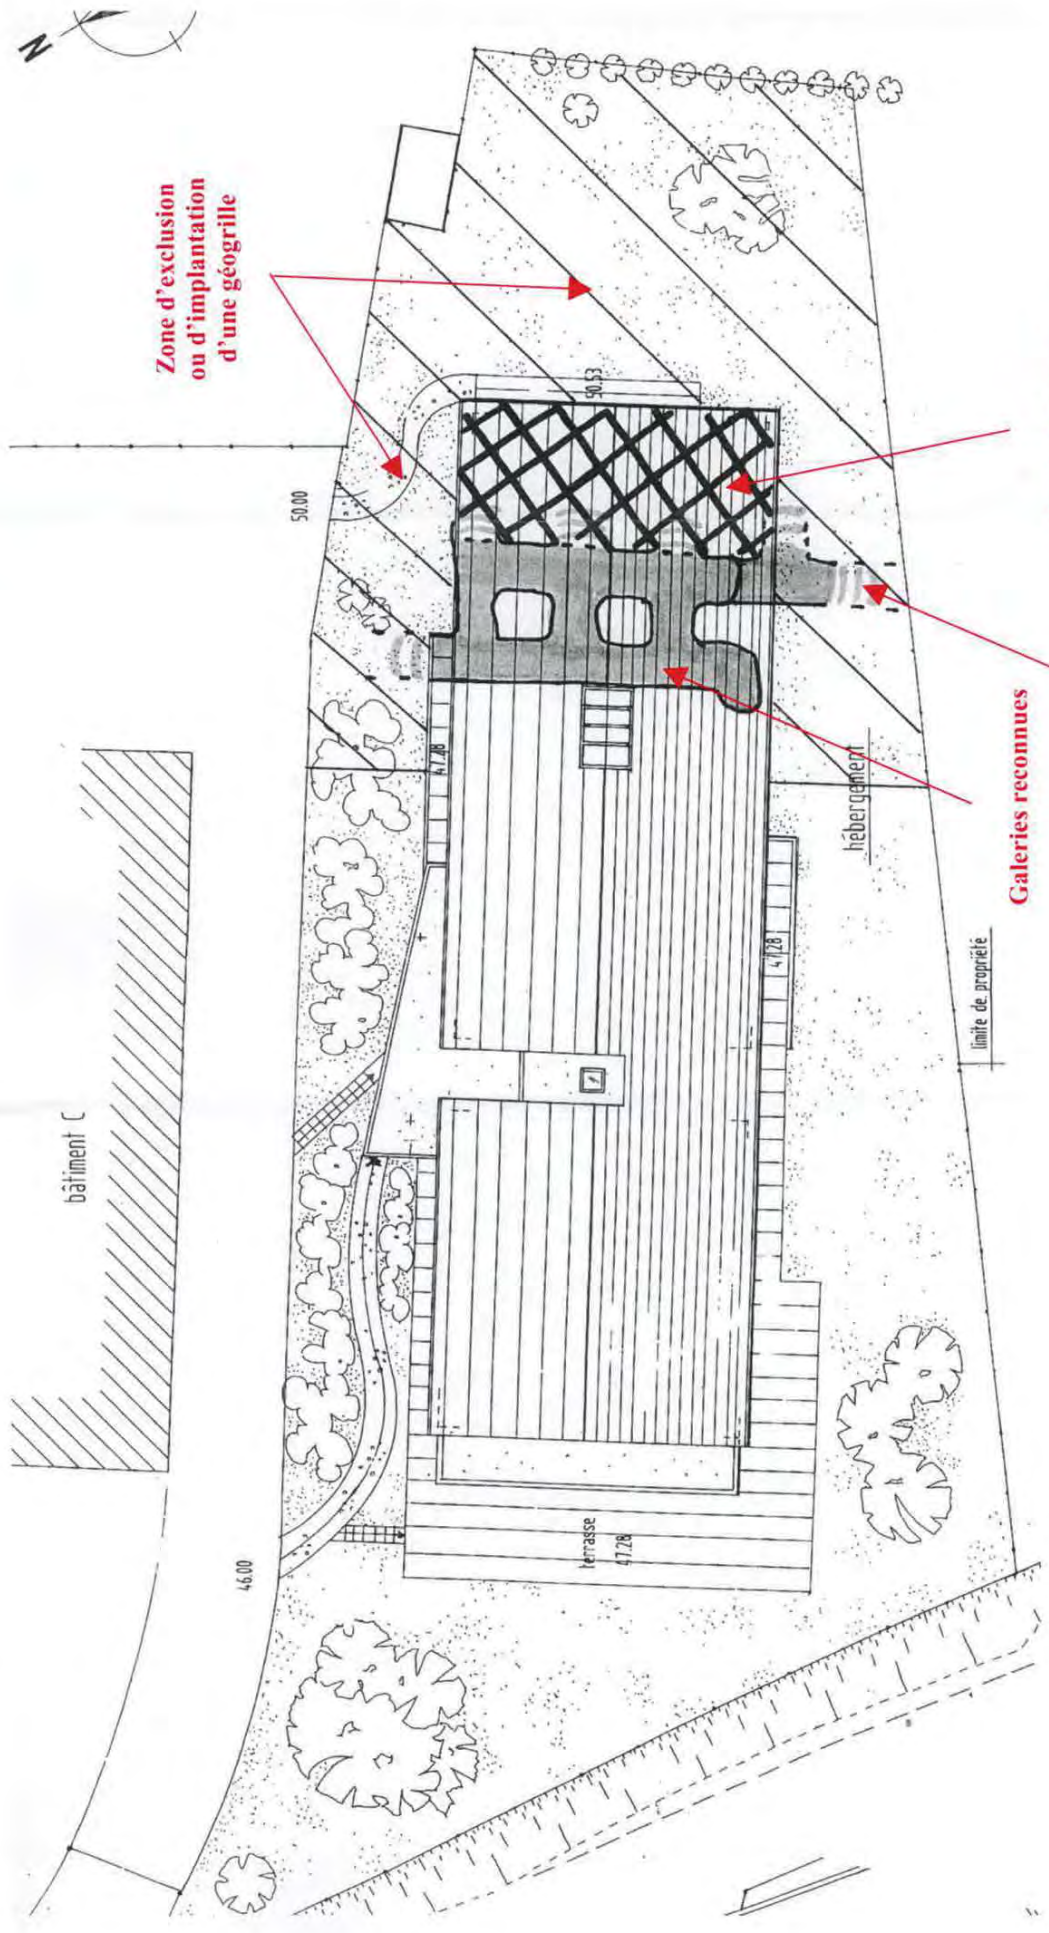 N
Zone d'exclusion
ou d'implantation
d'une géogrille
50.53
50.00
47.28
hébergement
Galeries reconnues
47.28
limite de propriété
bâtiment C
terrasse
47.28
46.00